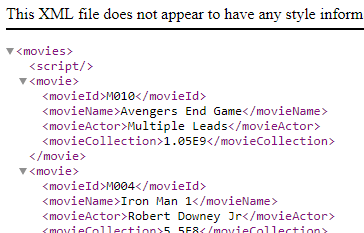 This XML file does not appear to have any style inform
▼<movies>
<script/>
▼<movie>
<movieId>M010</movieId>
<movieName>Avengers End Game</movieName>
<movieActor>Multiple Leads</movieActor>
<movieCollection>1.05E9</movieCollection>
</movie>
▼<movie>
<movieId>M004</movieId>
<movieName>Iron Man 1</movieName>
<movieActor>Robert Downey Jr</movieActor>
<movieCollection>5.5E8</movieCollection>